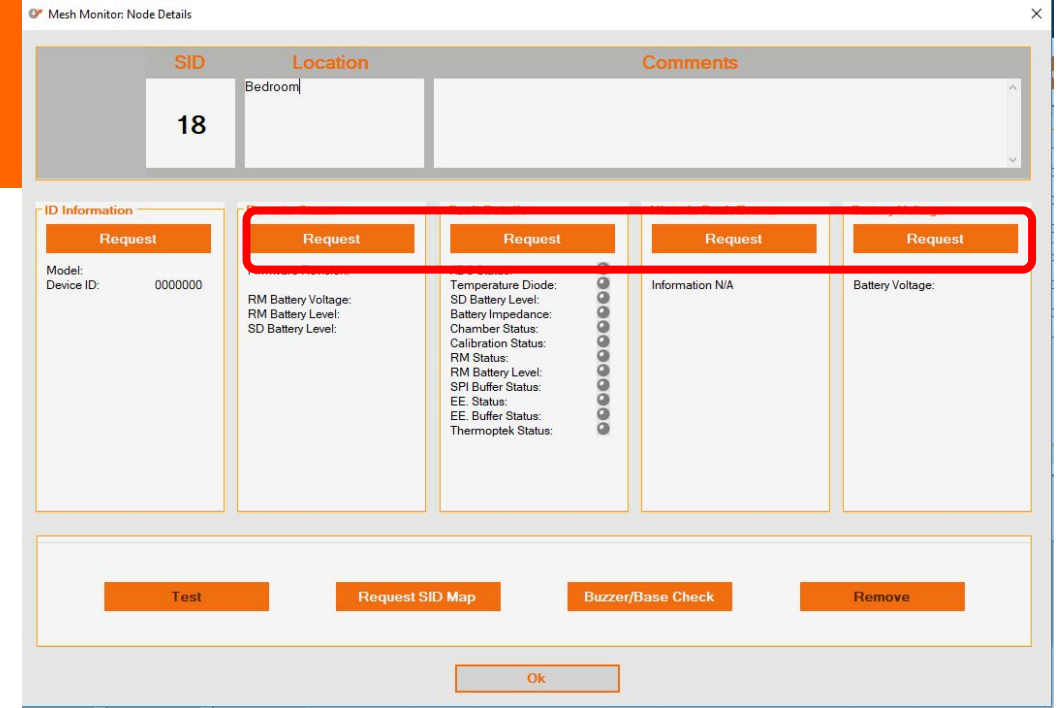 Mesh Monitor: Node Details
SID Location Comments
18
Bedroom
ID Information
Request Request Request Request Request
Model:
Device ID: 0000000
RM Battery Voltage:
RM Battery Level:
SD Battery Level:
Temperature Diode:
SD Battery Level:
Battery Impedance:
Chamber Status:
Calibration Status:
RM Status:
RM Battery Level:
SPI Buffer Status:
EE. Status:
EE. Buffer Status:
Thermoptek Status:
Information N/A
Battery Voltage:
Test Request SID Map Buzzer/Base Check Remove
Ok